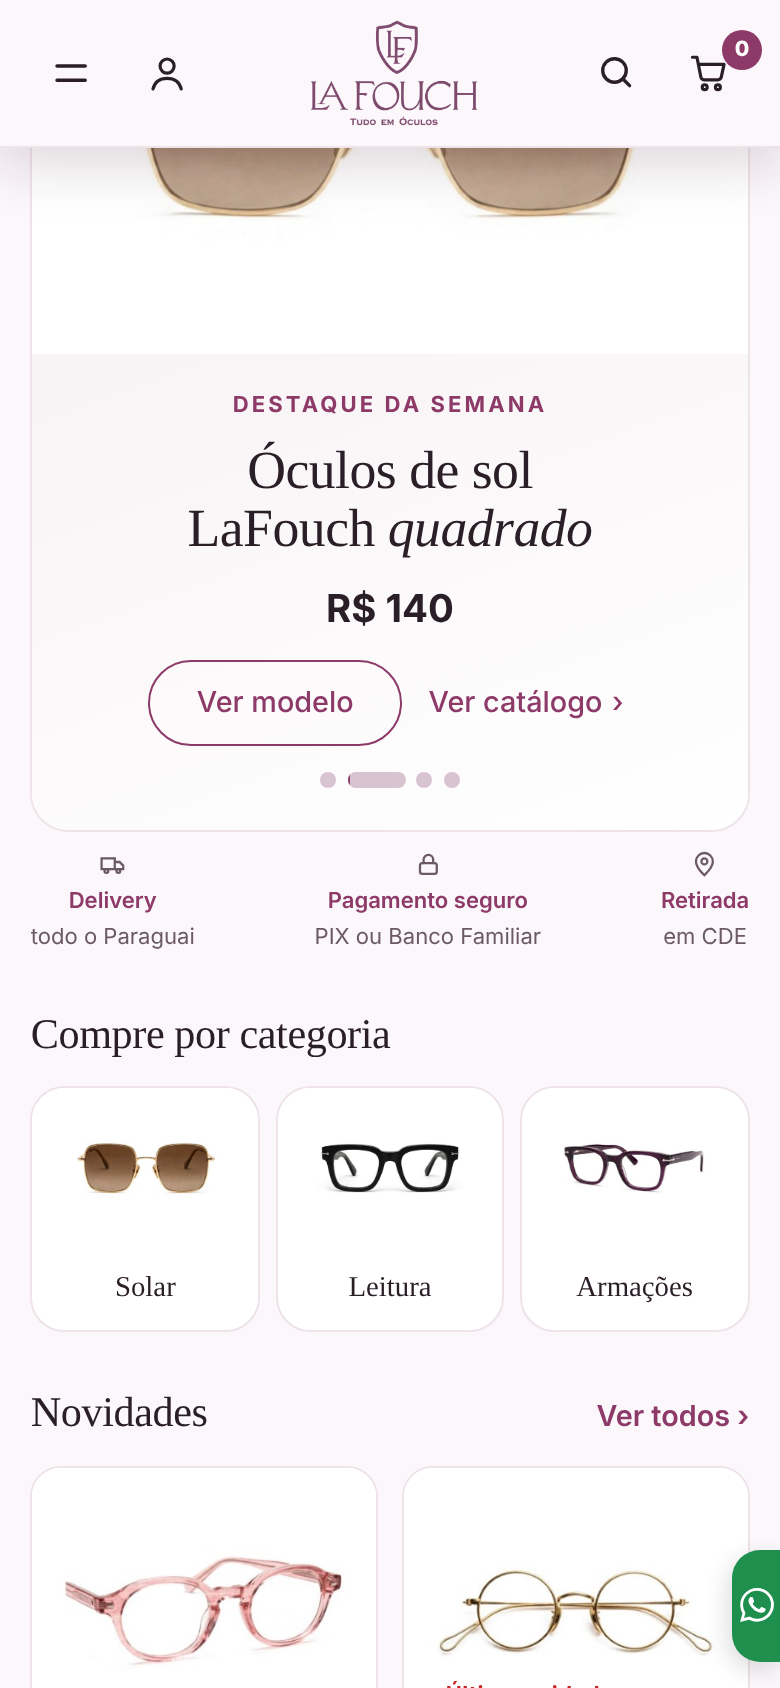 LF
LA FOUCH
TUDO EM ÓCULOS
0
DESTAQUE DA SEMANA
Óculos de sol
LaFouch quadrado
R$ 140
Ver modelo
Ver catálogo ›
Delivery
todo o Paraguai
Pagamento seguro
PIX ou Banco Familiar
Retirada
em CDE
Compre por categoria
Solar
Leitura
Armações
Novidades
Ver todos ›